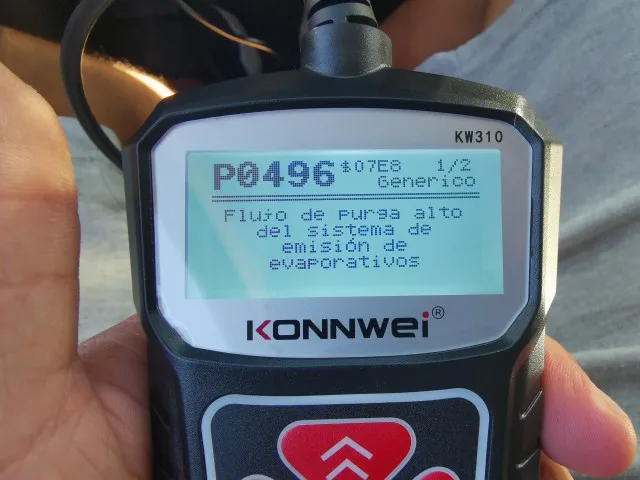 KW310
P0496 $07E8 1/2
Generico
Flujo de purga alto
del sistema de
emisión de
evaporativos
KONNWEI®